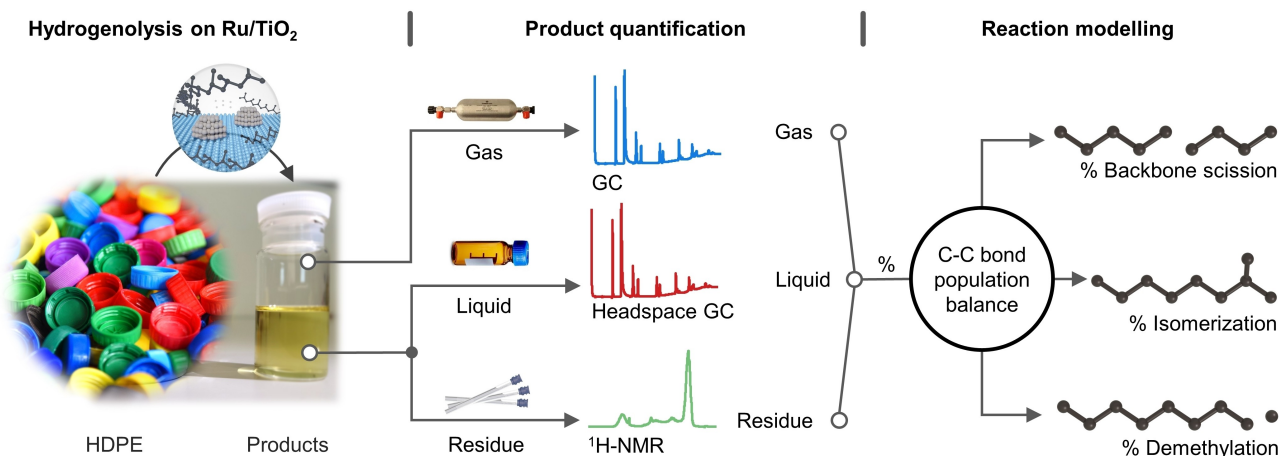 Hydrogenolysis on Ru/TiO₂
Product quantification
Reaction modelling
Gas
GC
Liquid
Headspace GC
Residue
¹H-NMR
HDPE
Products
Gas
Liquid
Residue
%
C-C bond
population
balance
% Backbone scission
% Isomerization
% Demethylation